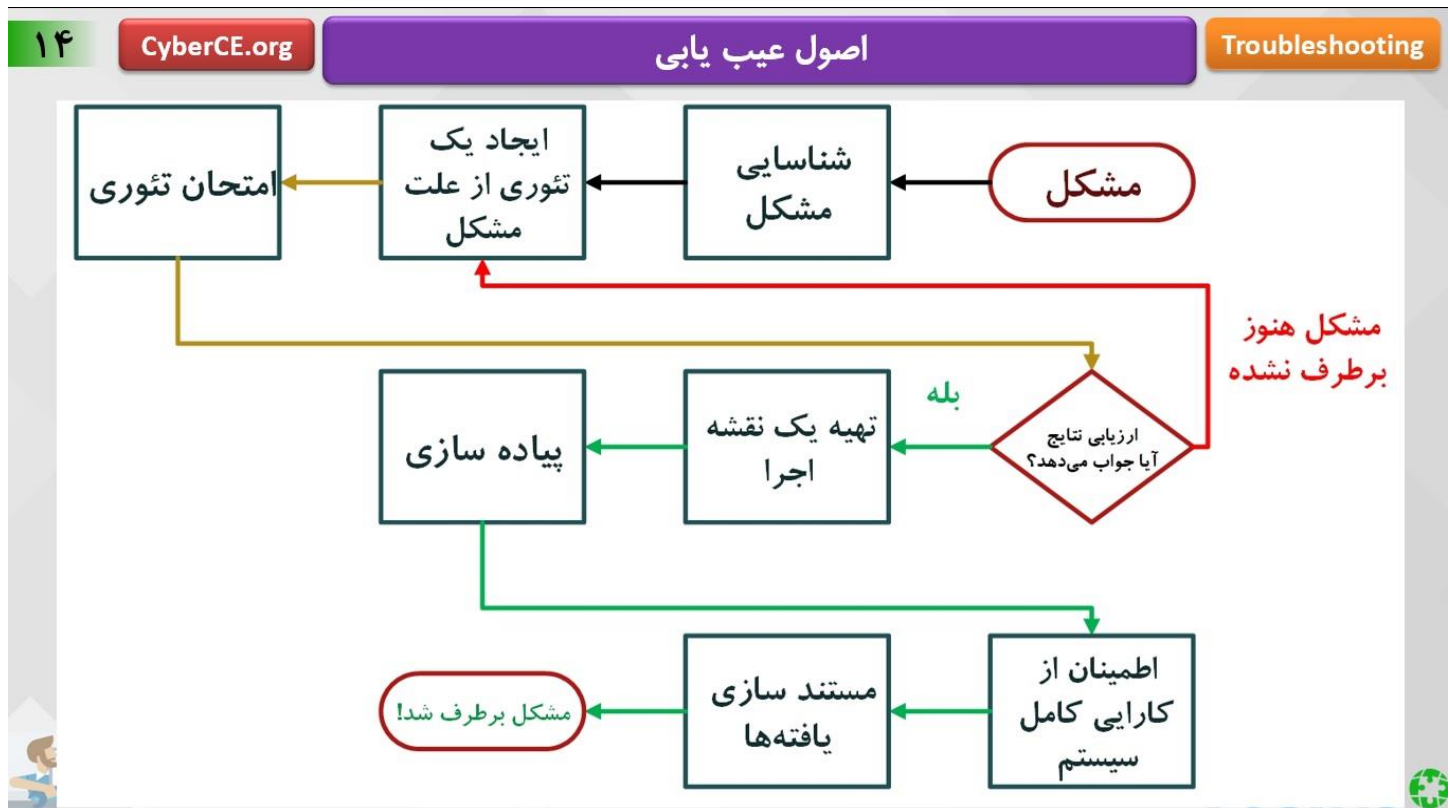 ۱۴
CyberCE.org
اصول عیب یابی
Troubleshooting
مشکل
شناسایی
مشکل
ایجاد یک
تئوری از علت
مشکل
امتحان تئوری
مشکل هنوز
برطرف نشده
ارزیابی نتایج
آیا جواب می‌دهد؟
بله
تهیه یک نقشه
اجرا
پیاده سازی
اطمینان از
کارایی کامل
سیستم
مستند سازی
یافته‌ها
مشکل برطرف شد!